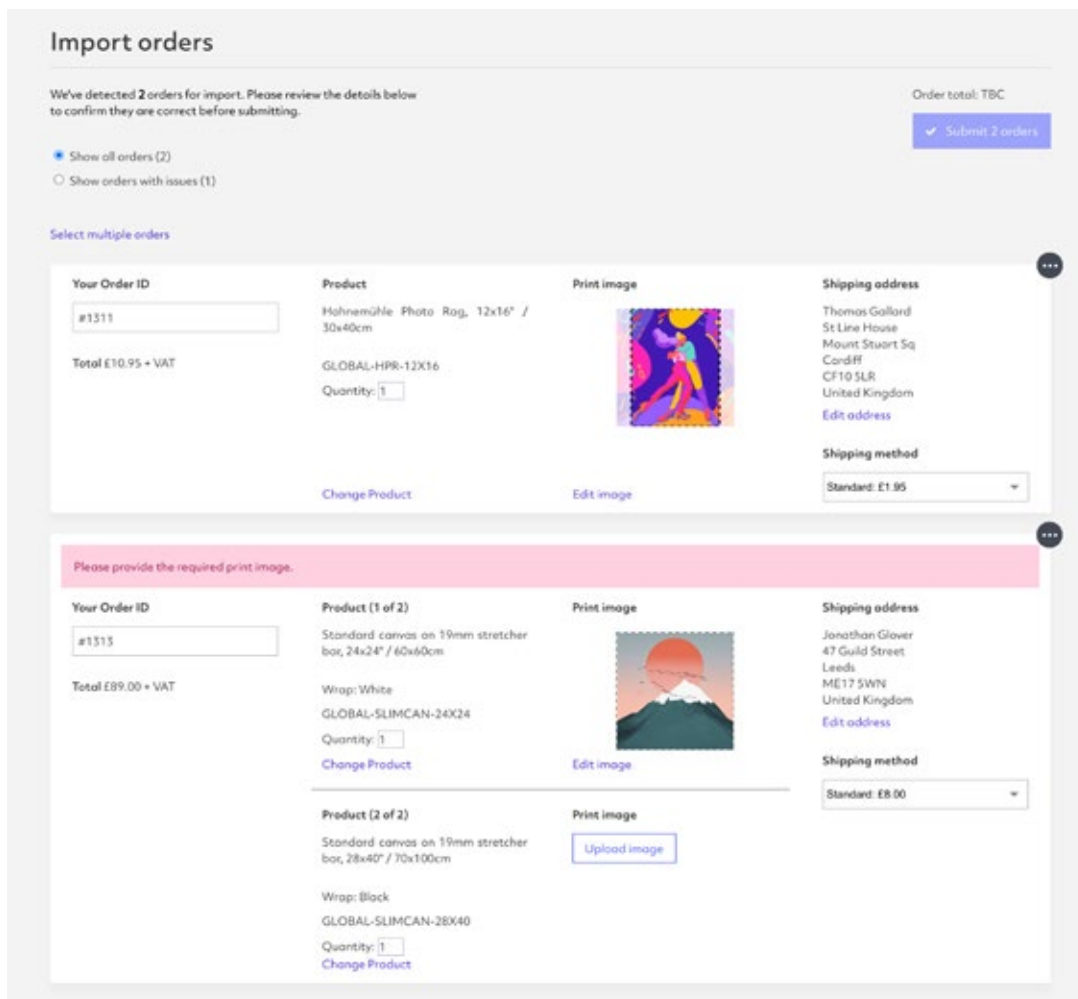 Import orders
We've detected 2 orders for import. Please review the details below
to confirm they are correct before submitting.
Order total: TBC
✔ Submit 2 orders
Show all orders (2)
Show orders with issues (1)
Select multiple orders
Your Order ID
#1311
Total £10.95 + VAT
Product
Hahnemühle Photo Rag, 12x16" /
30x40cm
GLOBAL-HPR-12X16
Quantity: 1
Change Product
Print image
Edit image
Shipping address
Thomas Gallard
St Line House
Mount Stuart Sq
Cardiff
CF10 5LR
United Kingdom
Edit address
Shipping method
Standard: £1.95
Please provide the required print image.
Your Order ID
#1313
Total £89.00 + VAT
Product (1 of 2)
Standard canvas on 19mm stretcher
bar, 24x24" / 60x60cm
Wrap: White
GLOBAL-SLIMCAN-24X24
Quantity: 1
Change Product
Print image
Edit image
Shipping address
Jonathan Glover
47 Guild Street
Leeds
ME17 5WN
United Kingdom
Edit address
Shipping method
Standard: £8.00
Product (2 of 2)
Standard canvas on 19mm stretcher
bar, 28x40" / 70x100cm
Wrap: Black
GLOBAL-SLIMCAN-28X40
Quantity: 1
Change Product
Print image
Upload image